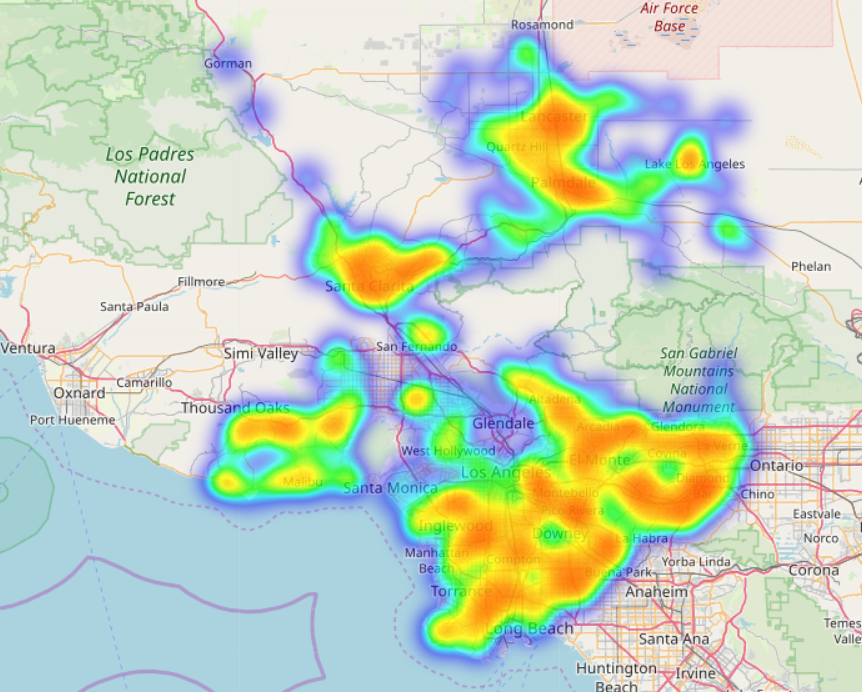 Air Force
Base
Rosamond
Gorman
Lancaster
Quartz Hill
Los Padres
National
Forest
Lake Los Angeles
Palmdale
Phelan
Santa Clarita
Fillmore
Santa Paula
San Fernando
Ventura
Simi Valley
San Gabriel
Mountains
National
Monument
Camarillo
Oxnard
Thousand Oaks
Altadena
Port Hueneme
Glendale
Arcadia
Glendora
La Verne
West Hollywood
Covina
El Monte
Los Angeles
Ontario
Malibu
Santa Monica
Diamond
Montebello
Chino
Pico Rivera
Eastvale
Inglewood
Downey
La Habra
Norco
Manhattan
Beach
Compton
Yorba Linda
Buena Park
Corona
Torrance
Anaheim
Long Beach
Santa Ana
Temes
Valle
Huntington
Beach
Irvine